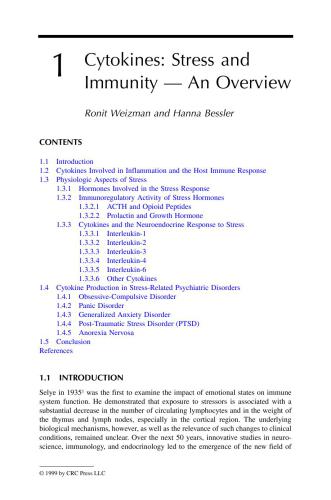 1
Cytokines: Stress and
Immunity — An Overview
Ronit Weizman and Hanna Bessler
CONTENTS
1.1 Introduction
1.2 Cytokines Involved in Inflammation and the Host Immune Response
1.3 Physiologic Aspects of Stress
1.3.1 Hormones Involved in the Stress Response
1.3.2 Immunoregulatory Activity of Stress Hormones
1.3.2.1 ACTH and Opioid Peptides
1.3.2.2 Prolactin and Growth Hormone
1.3.3 Cytokines and the Neuroendocrine Response to Stress
1.3.3.1 Interleukin-1
1.3.3.2 Interleukin-2
1.3.3.3 Interleukin-3
1.3.3.4 Interleukin-4
1.3.3.5 Interleukin-6
1.3.3.6 Other Cytokines
1.4 Cytokine Production in Stress-Related Psychiatric Disorders
1.4.1 Obsessive-Compulsive Disorder
1.4.2 Panic Disorder
1.4.3 Generalized Anxiety Disorder
1.4.4 Post-Traumatic Stress Disorder (PTSD)
1.4.5 Anorexia Nervosa
1.5 Conclusion
References
1.1 INTRODUCTION
Selye in 1935¹ was the first to examine the impact of emotional states on immune
system function. He demonstrated that exposure to stressors is associated with a
substantial decrease in the number of circulating lymphocytes and in the weight of
the thymus and lymph nodes, especially in the cortical region. The underlying
biological mechanisms, however, as well as the relevance of such changes to clinical
conditions, remained unclear. Over the next 50 years, innovative studies in neuro-
science, immunology, and endocrinology led to the emergence of the new field of
© 1999 by CRC Press LLC